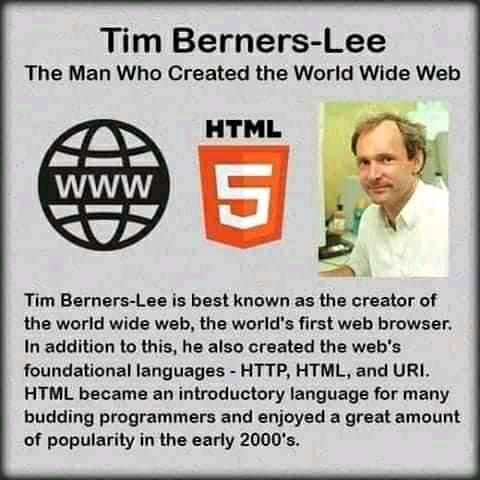 Tim Berners-Lee
The Man Who Created the World Wide Web
HTML
WWW
5
Tim Berners-Lee is best known as the creator of
the world wide web, the world's first web browser.
In addition to this, he also created the web's
foundational languages - HTTP, HTML, and URI.
HTML became an introductory language for many
budding programmers and enjoyed a great amount
of popularity in the early 2000's.